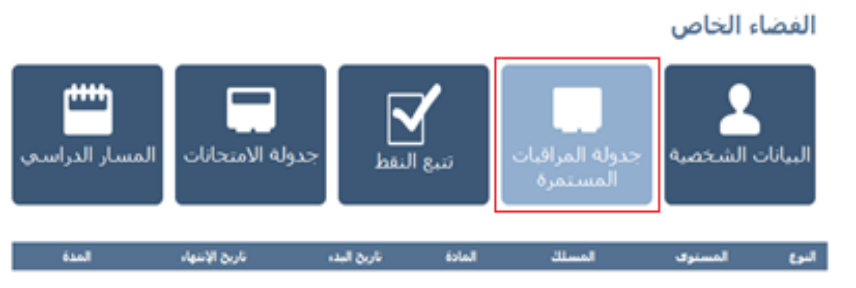 الفضاء الخاص
البيانات الشخصية
جدولة المراقبات
المستمرة
تتبع النقط
جدولة الامتحانات
المسار الدراسي
النوع المستوى المسلك المادة تاريخ البدء تاريخ الإنتهاء المدة